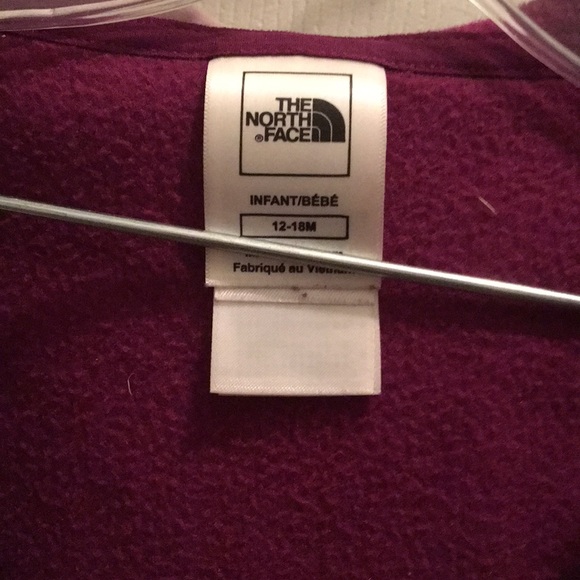 THE
NORTH
®FACE
INFANT/BÉBÉ
12-18M
Fabriqué au Vietnam